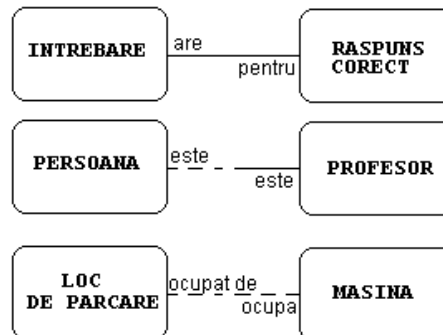 INTREBARE
are
pentru
RASPUNS
CORECT
PERSOANA
este
este
PROFESOR
LOC
DE PARCARE
ocupat de
ocupa
MASINA